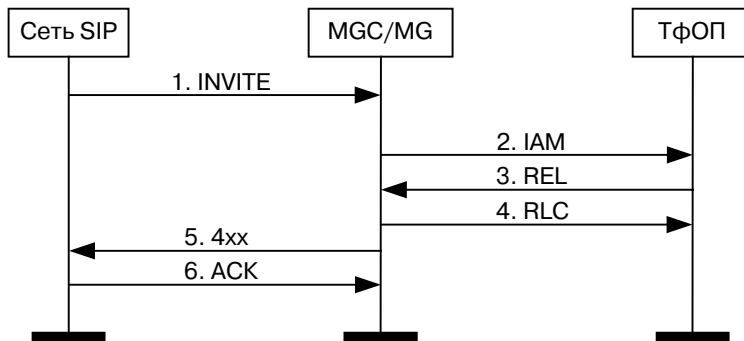 Сеть SIP
MGC/MG
ТфОП
1. INVITE
2. IAM
3. REL
4. RLC
5. 4xx
6. ACK